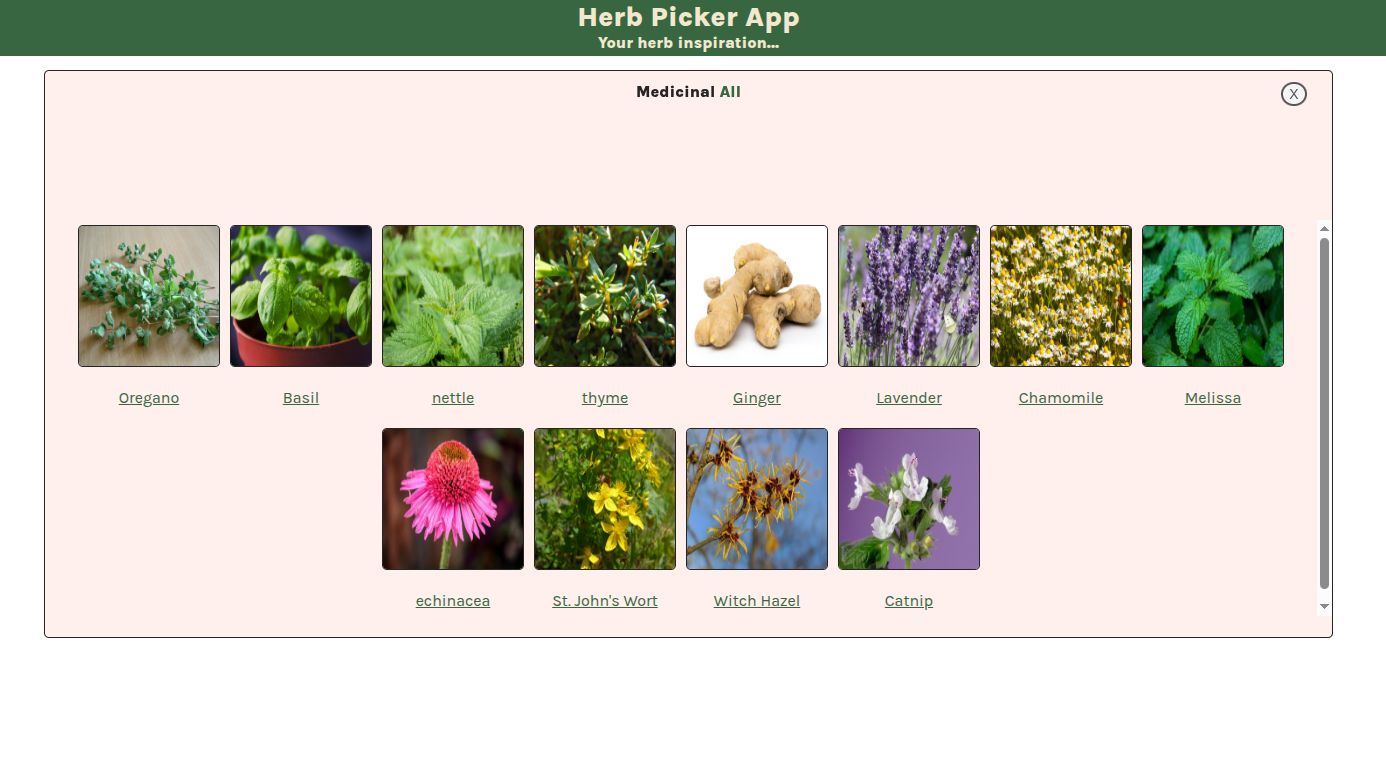 Herb Picker App
Your herb inspiration...
Medicinal All
X
Oregano Basil nettle thyme Ginger Lavender Chamomile Melissa
echinacea St. John's Wort Witch Hazel Catnip